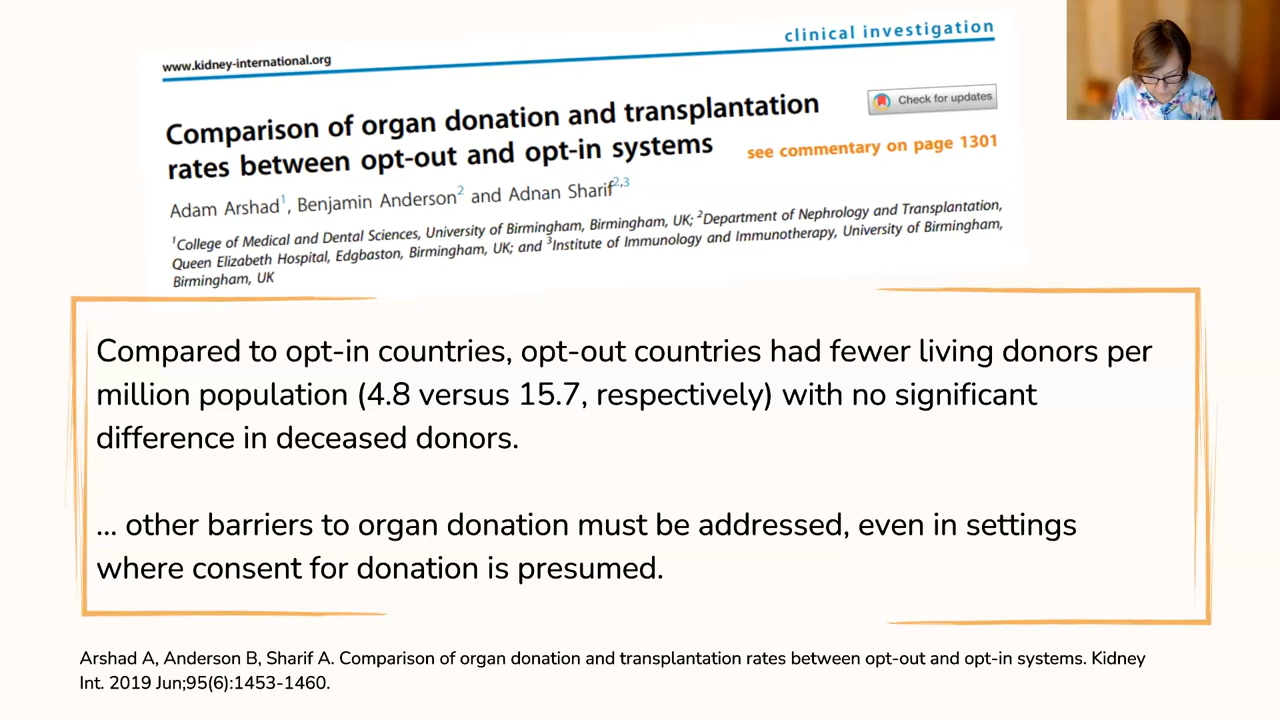 clinical investigation
www.kidney-international.org
Comparison of organ donation and transplantation
rates between opt-out and opt-in systems
Check for updates
see commentary on page 1301
Adam Arshad1, Benjamin Anderson2 and Adnan Sharif2,3
1College of Medical and Dental Sciences, University of Birmingham, Birmingham, UK; 2Department of Nephrology and Transplantation,
Queen Elizabeth Hospital, Edgbaston, Birmingham, UK; and 3Institute of Immunology and Immunotherapy, University of Birmingham,
Birmingham, UK
Compared to opt-in countries, opt-out countries had fewer living donors per
million population (4.8 versus 15.7, respectively) with no significant
difference in deceased donors.
... other barriers to organ donation must be addressed, even in settings
where consent for donation is presumed.
Arshad A, Anderson B, Sharif A. Comparison of organ donation and transplantation rates between opt-out and opt-in systems. Kidney
Int. 2019 Jun;95(6):1453-1460.